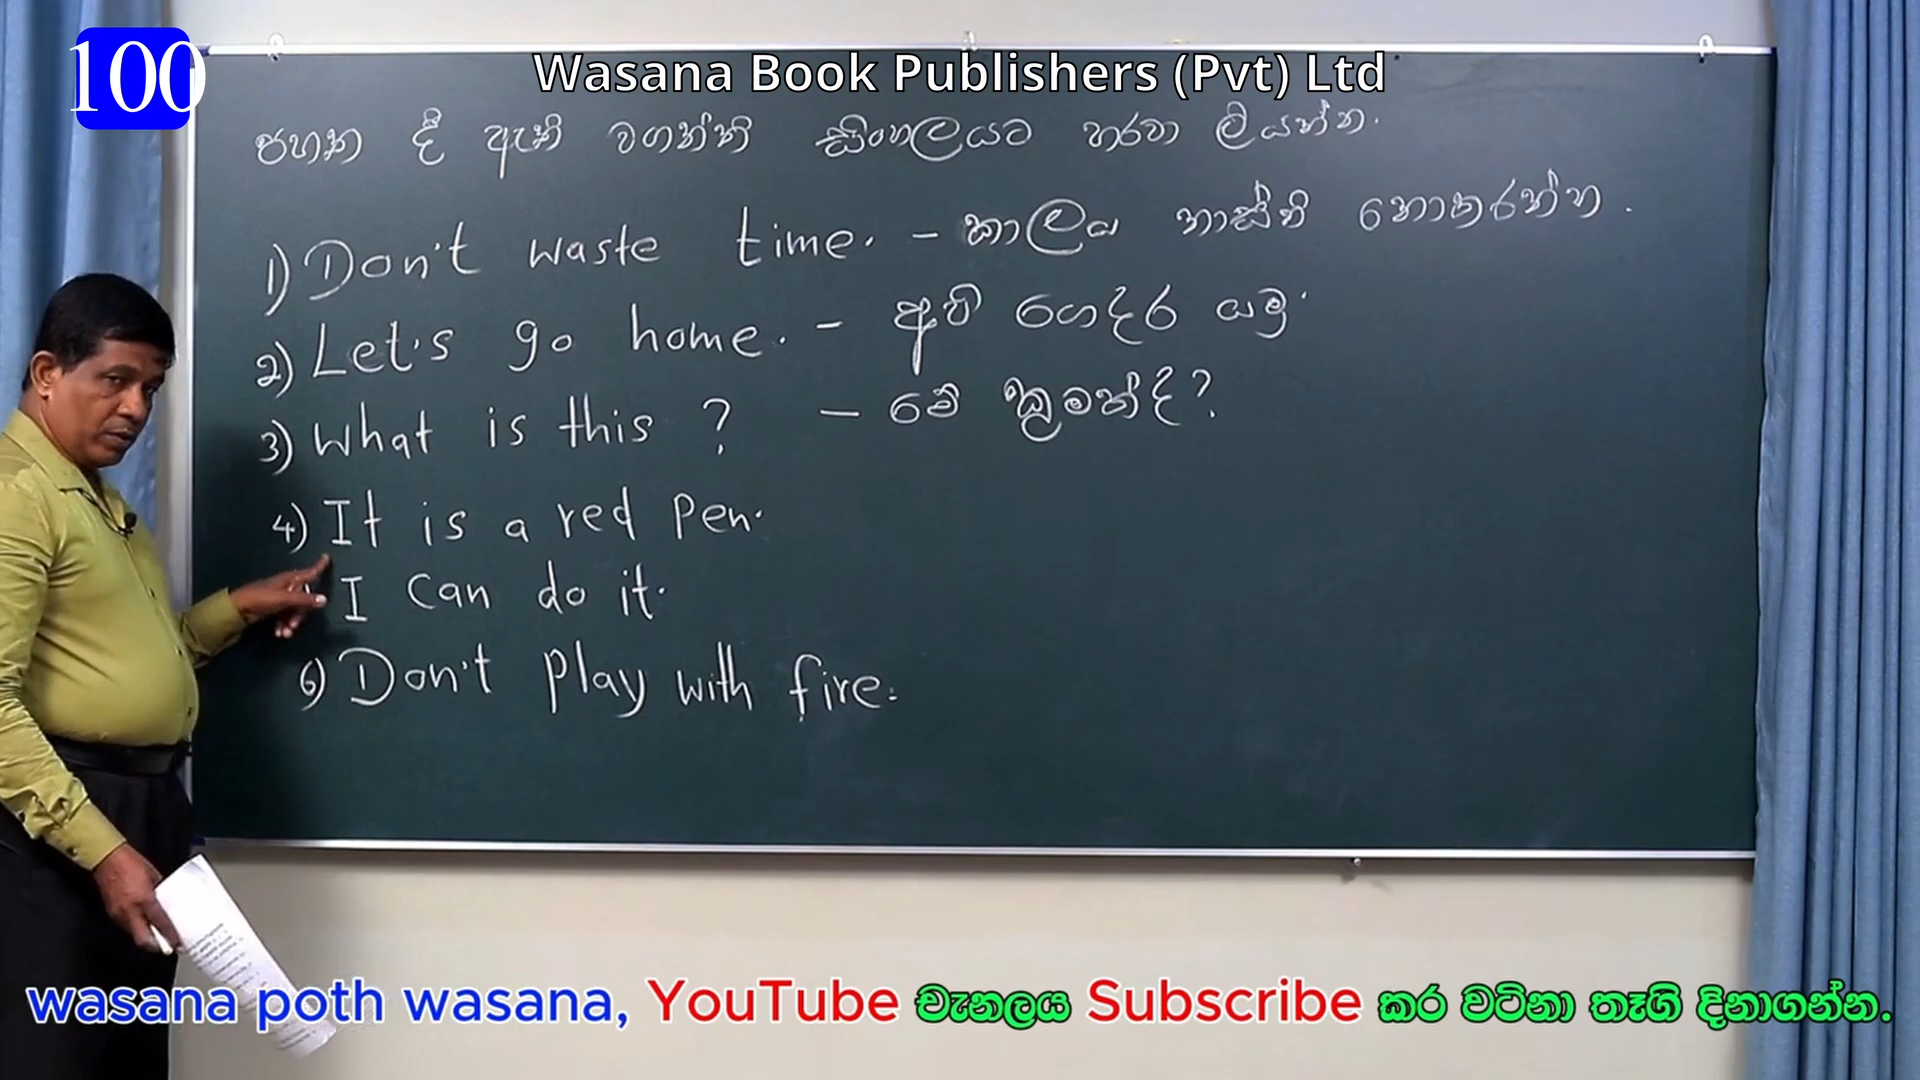 100
Wasana Book Publishers (Pvt) Ltd
පහත දී ඇති වගන්ති සිංහලයට හරවා ලියන්න.
1) Don't waste time. - කාලය නාස්ති නොකරන්න.
2) Let's go home. - අපි ගෙදර යමු.
3) What is this ? - මේ කුමක්ද?
4) It is a red pen.
I can do it.
6) Don't play with fire.
wasana poth wasana, YouTube චැනලය Subscribe කර වටිනා තෑගි දිනාගන්න.